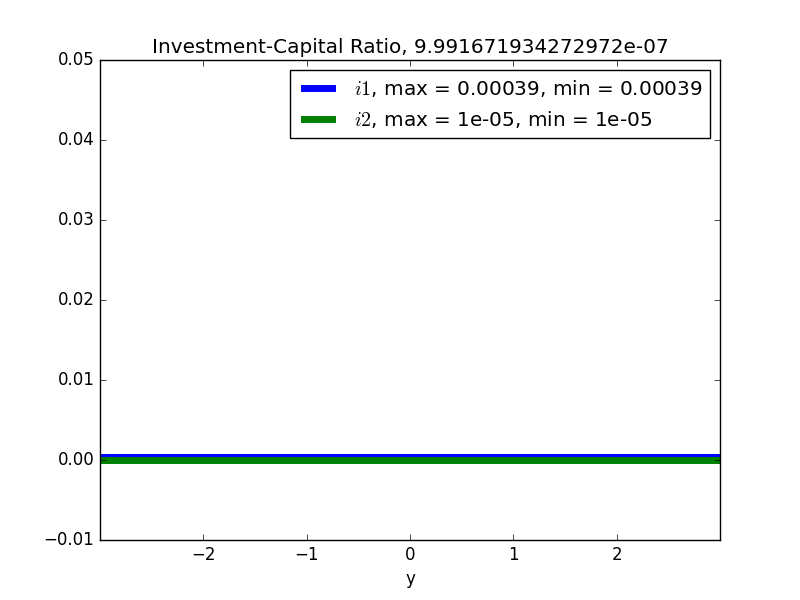 Investment-Capital Ratio, 9.991671934272972e-07
i1, max = 0.00039, min = 0.00039
i2, max = 1e-05, min = 1e-05
0.05
0.04
0.03
0.02
0.01
0.00
−0.01
−2 −1 0 1 2
y